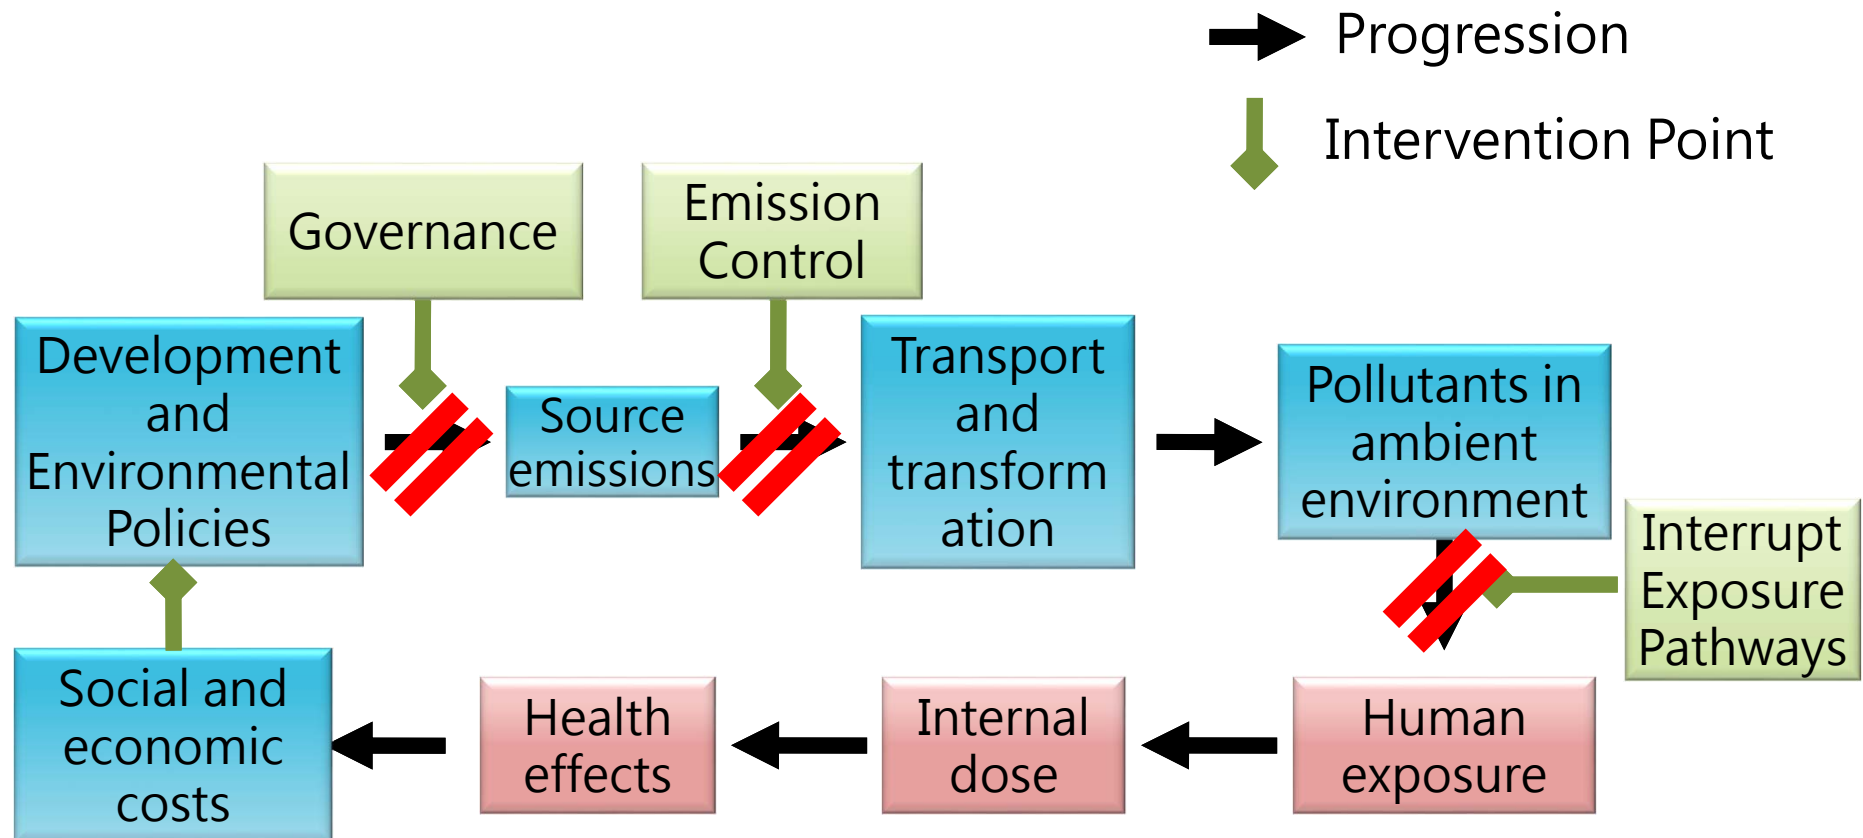 Progression
Intervention Point
Governance
Emission
Control
Development
and
Environmental
Policies
Source
emissions
Transport
and
transform
ation
Pollutants in
ambient
environment
Interrupt
Exposure
Pathways
Social and
economic
costs
Health
effects
Internal
dose
Human
exposure